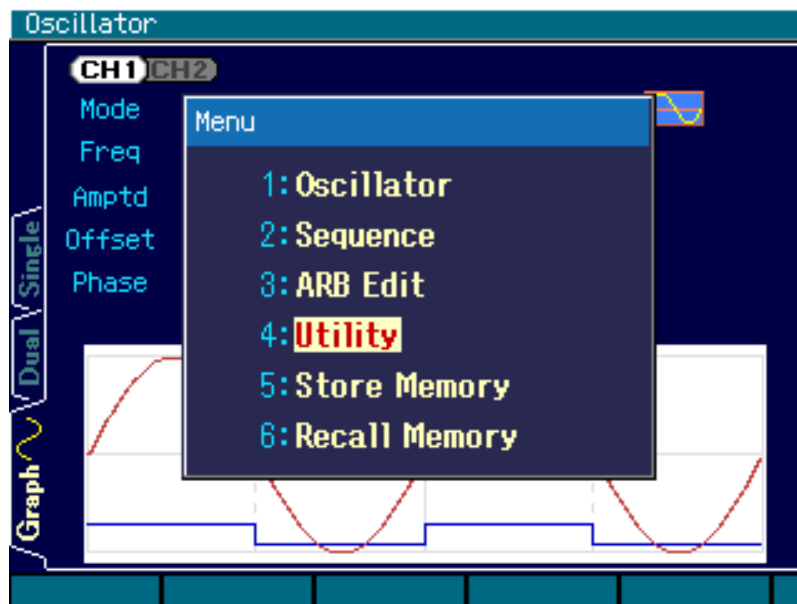 Oscillator
CH1 CH2
Mode
Freq
Amptd
Offset
Phase
Menu
1:Oscillator
2:Sequence
3:ARB Edit
4:Utility
5:Store Memory
6:Recall Memory
Single
Dual
Graph